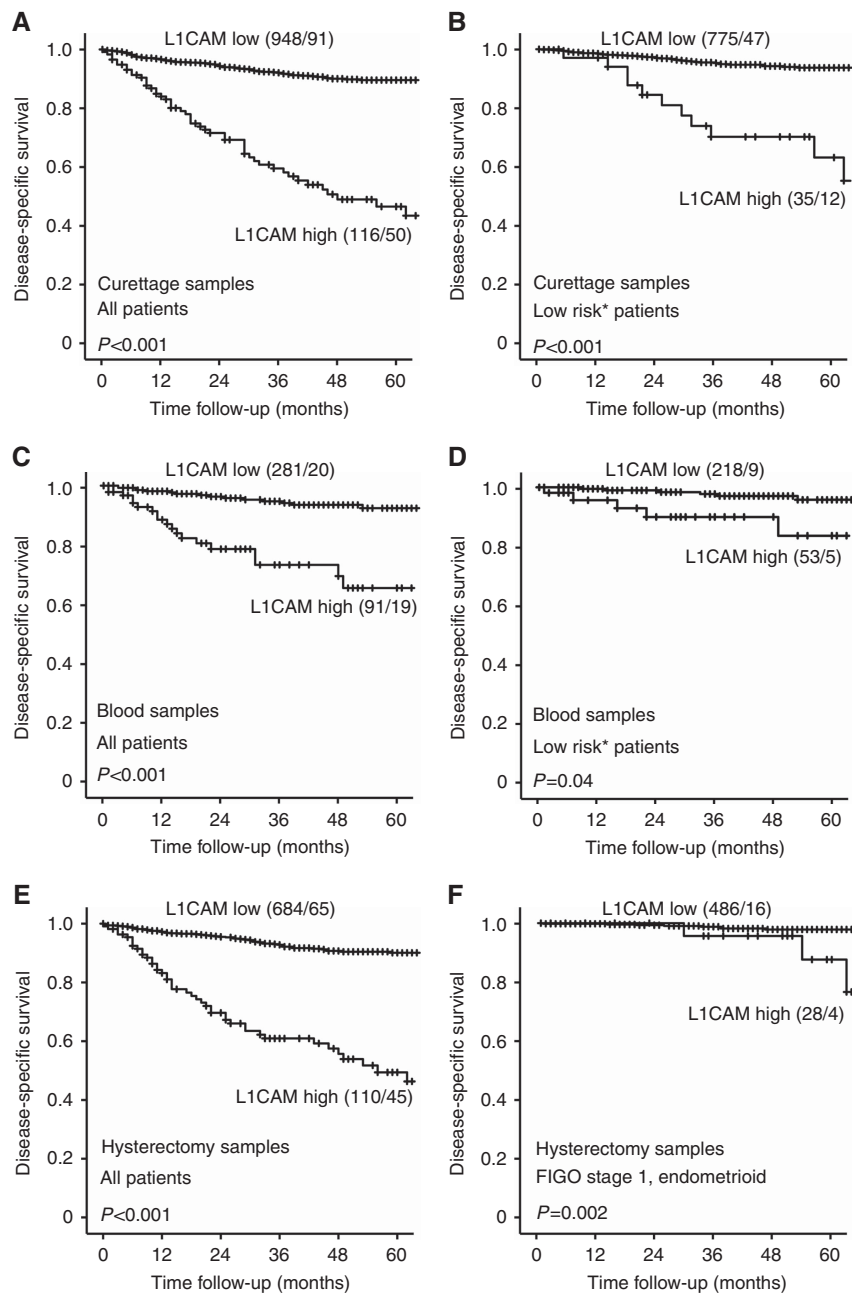 A
L1CAM low (948/91)
1.0
0.8
0.6
0.4
0.2
0
Disease-specific survival
L1CAM high (116/50)
Curettage samples
All patients
P<0.001
0 12 24 36 48 60
Time follow-up (months)
B
L1CAM low (775/47)
1.0
0.8
0.6
0.4
0.2
0
Disease-specific survival
L1CAM high (35/12)
Curettage samples
Low risk* patients
P<0.001
0 12 24 36 48 60
Time follow-up (months)
C
L1CAM low (281/20)
1.0
0.8
0.6
0.4
0.2
0
Disease-specific survival
L1CAM high (91/19)
Blood samples
All patients
P<0.001
0 12 24 36 48 60
Time follow-up (months)
D
L1CAM low (218/9)
1.0
0.8
0.6
0.4
0.2
0
Disease-specific survival
L1CAM high (53/5)
Blood samples
Low risk* patients
P=0.04
0 12 24 36 48 60
Time follow-up (months)
E
L1CAM low (684/65)
1.0
0.8
0.6
0.4
0.2
0
Disease-specific survival
L1CAM high (110/45)
Hysterectomy samples
All patients
P<0.001
0 12 24 36 48 60
Time follow-up (months)
F
L1CAM low (486/16)
1.0
0.8
0.6
0.4
0.2
0
Disease-specific survival
L1CAM high (28/4)
Hysterectomy samples
FIGO stage 1, endometrioid
P=0.002
0 12 24 36 48 60
Time follow-up (months)